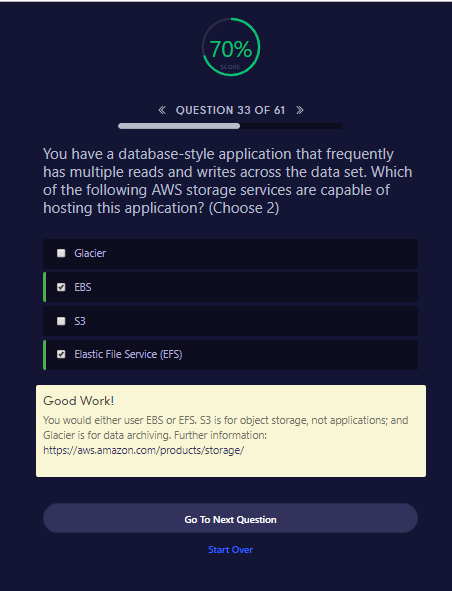 70%
SCORE
« QUESTION 33 OF 61 »
You have a database-style application that frequently
has multiple reads and writes across the data set. Which
of the following AWS storage services are capable of
hosting this application? (Choose 2)
Glacier
EBS
S3
Elastic File Service (EFS)
Good Work!
You would either user EBS or EFS. S3 is for object storage, not applications; and
Glacier is for data archiving. Further information:
https://aws.amazon.com/products/storage/
Go To Next Question
Start Over